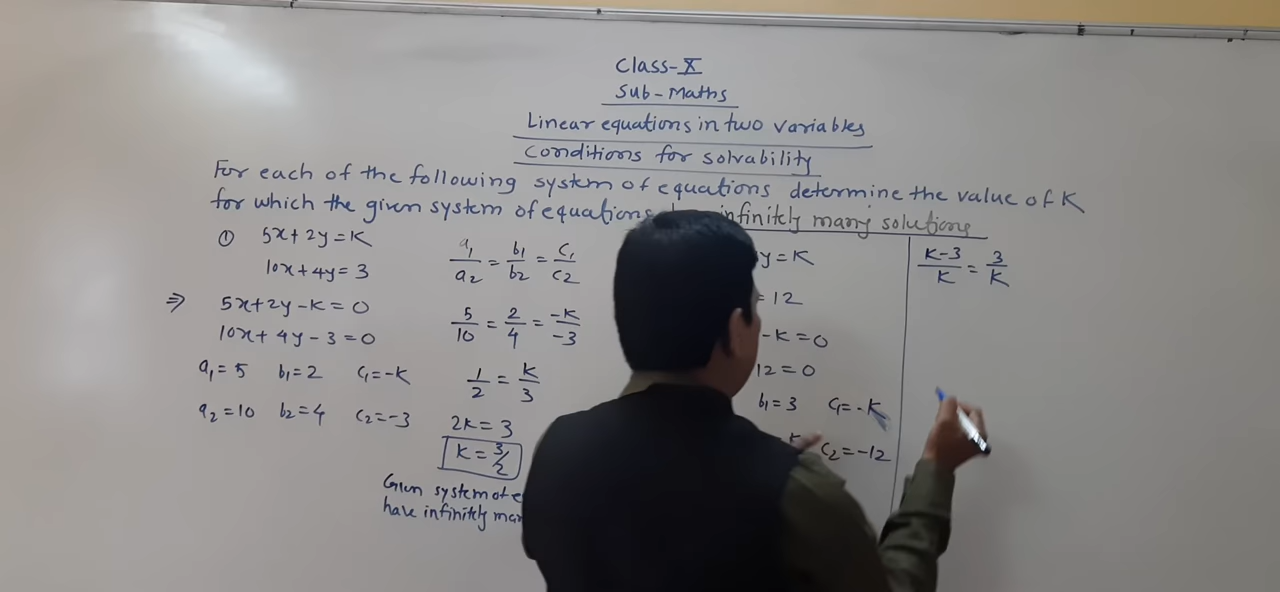 Class-X
Sub-Maths
Linear equations in two variables
Conditions for solvability
For each of the following system of equations determine the value of K
for which the given system of equations infinitely many solutions
① 5x+2y=K
10x+4y=3
⇒ 5x+2y-K=0
10x+4y-3=0
a₁=5 b₁=2 c₁=-K
a₂=10 b₂=4 c₂=-3
a₁/a₂ = b₁/b₂ = c₁/c₂
5/10 = 2/4 = -K/-3
1/2 = K/3
2K=3
K=3/2
Given system of
have infinitely
y=K
=12
-K=0
12=0
b₁=3 c₁=-K
c₂=-12
K-3/K = 3/K